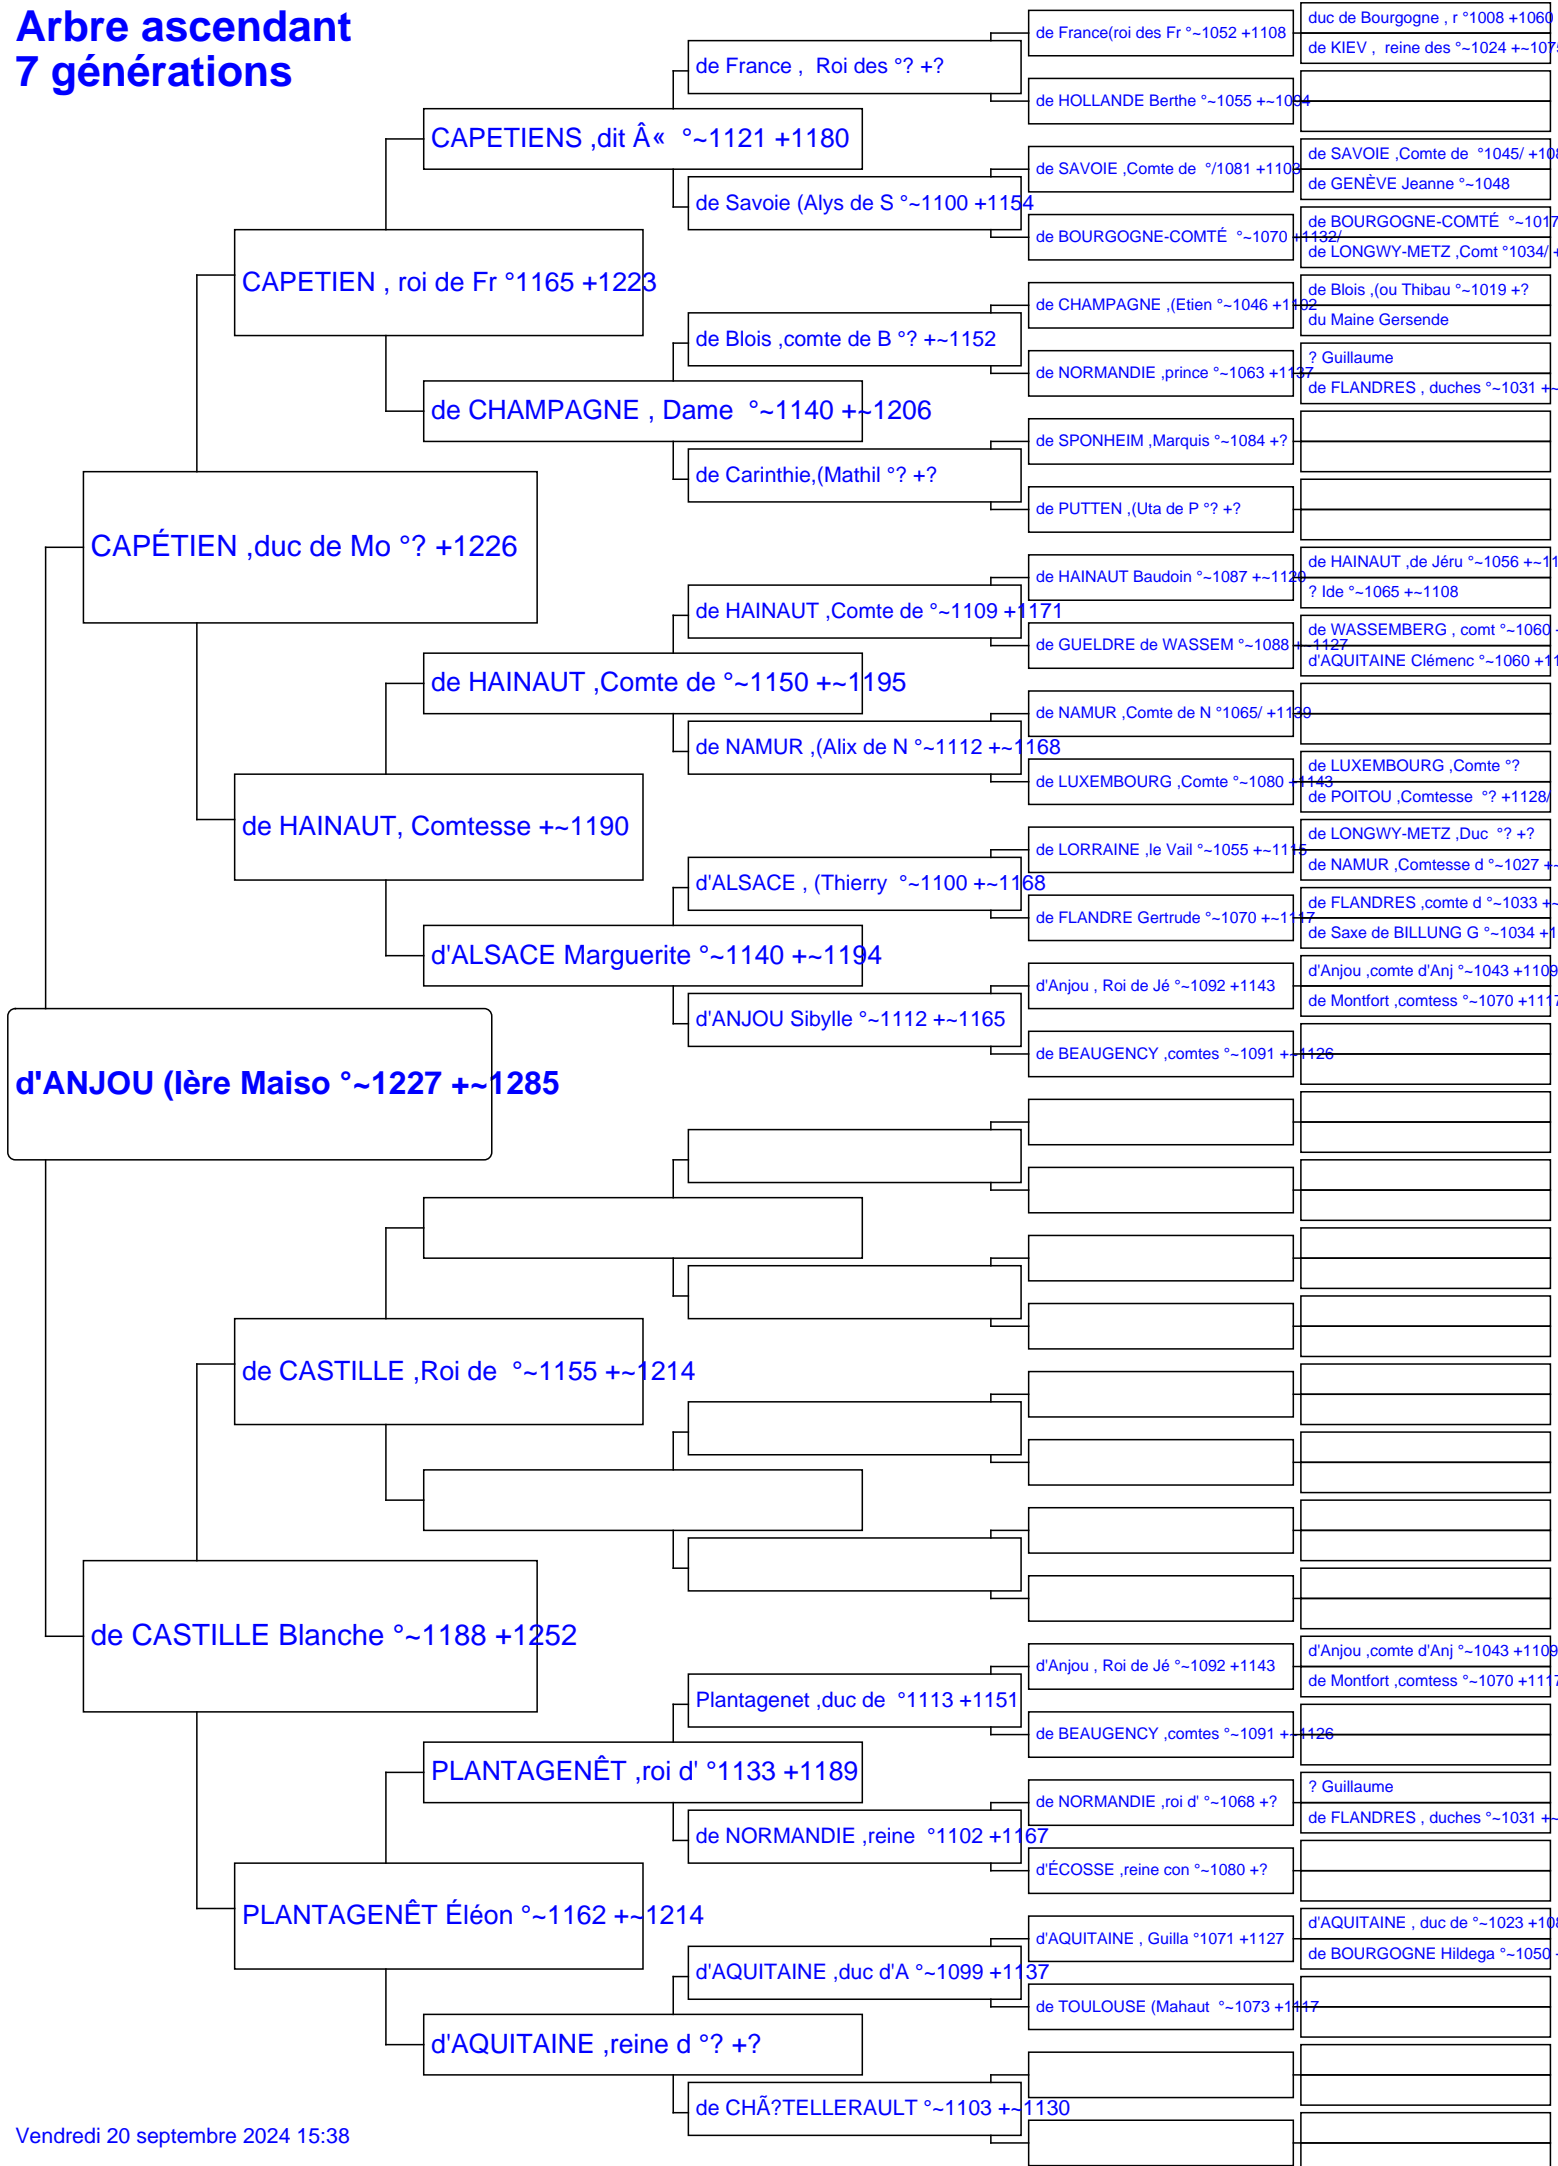 Arbre ascendant
7 générations
duc de Bourgogne , r °1008 +1060
de France(roi des Fr °~1052 +1108
de KIEV , reine des °~1024 +~1075
de France , Roi des °? +?
de HOLLANDE Berthe °~1055 +~1094
CAPETIENS ,dit Â« °~1121 +1180
de SAVOIE ,Comte de °1045/ +108
de SAVOIE ,Comte de °/1081 +1103
de GENÈVE Jeanne °~1048
de Savoie (Alys de S °~1100 +1154
de BOURGOGNE-COMTÉ °~1017
de BOURGOGNE-COMTÉ °~1070 +1132/
de LONGWY-METZ ,Comt °1034/ +
CAPETIEN , roi de Fr °1165 +1223
de Blois ,(ou Thibau °~1019 +?
de CHAMPAGNE ,(Etien °~1046 +1102
du Maine Gersende
de Blois ,comte de B °? +~1152
? Guillaume
de NORMANDIE ,prince °~1063 +1137
de FLANDRES , duches °~1031 +~
de CHAMPAGNE , Dame °~1140 +~1206
de SPONHEIM ,Marquis °~1084 +?
de Carinthie,(Mathil °? +?
de PUTTEN ,(Uta de P °? +?
CAPÉTIEN ,duc de Mo °? +1226
de HAINAUT ,de Jéru °~1056 +~11
de HAINAUT Baudoin °~1087 +~1120
? Ide °~1065 +~1108
de HAINAUT ,Comte de °~1109 +1171
de WASSEMBERG , comt °~1060 +
de GUELDRE de WASSEM °~1088 +~1127
d'AQUITAINE Clémenc °~1060 +11
de HAINAUT ,Comte de °~1150 +~1195
de NAMUR ,Comte de N °1065/ +1139
de NAMUR ,(Alix de N °~1112 +~1168
de LUXEMBOURG ,Comte °?
de LUXEMBOURG ,Comte °~1080 +1143
de POITOU ,Comtesse °? +1128/
de HAINAUT, Comtesse +~1190
de LONGWY-METZ ,Duc °? +?
de LORRAINE ,le Vail °~1055 +~1115
de NAMUR ,Comtesse d °~1027 +~
d'ALSACE , (Thierry °~1100 +~1168
de FLANDRES ,comte d °~1033 +~
de FLANDRE Gertrude °~1070 +~1117
de Saxe de BILLUNG G °~1034 +1
d'ALSACE Marguerite °~1140 +~1194
d'Anjou ,comte d'Anj °~1043 +1109
d'Anjou , Roi de Jé °~1092 +1143
de Montfort ,comtess °~1070 +1117
d'ANJOU Sibylle °~1112 +~1165
de BEAUGENCY ,comtes °~1091 +~1126
d'ANJOU (Ière Maiso °~1227 +~1285
de CASTILLE ,Roi de °~1155 +~1214
de CASTILLE Blanche °~1188 +1252
d'Anjou ,comte d'Anj °~1043 +1109
d'Anjou , Roi de Jé °~1092 +1143
de Montfort ,comtess °~1070 +1117
Plantagenet ,duc de °1113 +1151
de BEAUGENCY ,comtes °~1091 +~1126
PLANTAGENÊT ,roi d' °1133 +1189
? Guillaume
de NORMANDIE ,roi d' °~1068 +?
de FLANDRES , duches °~1031 +~
de NORMANDIE ,reine °1102 +1167
d'ÉCOSSE ,reine con °~1080 +?
PLANTAGENÊT Éléon °~1162 +~1214
d'AQUITAINE , duc de °~1023 +108
d'AQUITAINE , Guilla °1071 +1127
de BOURGOGNE Hildega °~1050 +
d'AQUITAINE ,duc d'A °~1099 +1137
de TOULOUSE (Mahaut °~1073 +1117
d'AQUITAINE ,reine d °? +?
de CHÃ?TELLERAULT °~1103 +~1130
Vendredi 20 septembre 2024 15:38